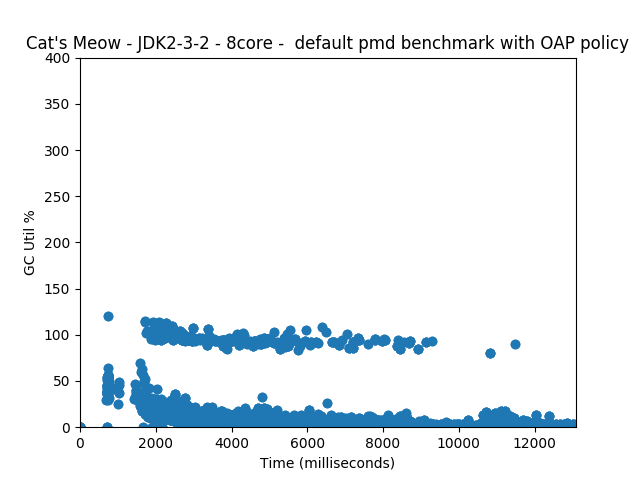 Cat's Meow - JDK2-3-2 - 8core -  default pmd benchmark with OAP policy
400
350
300
250
200
150
100
50
0
GC Util %
0 2000 4000 6000 8000 10000 12000
Time (milliseconds)